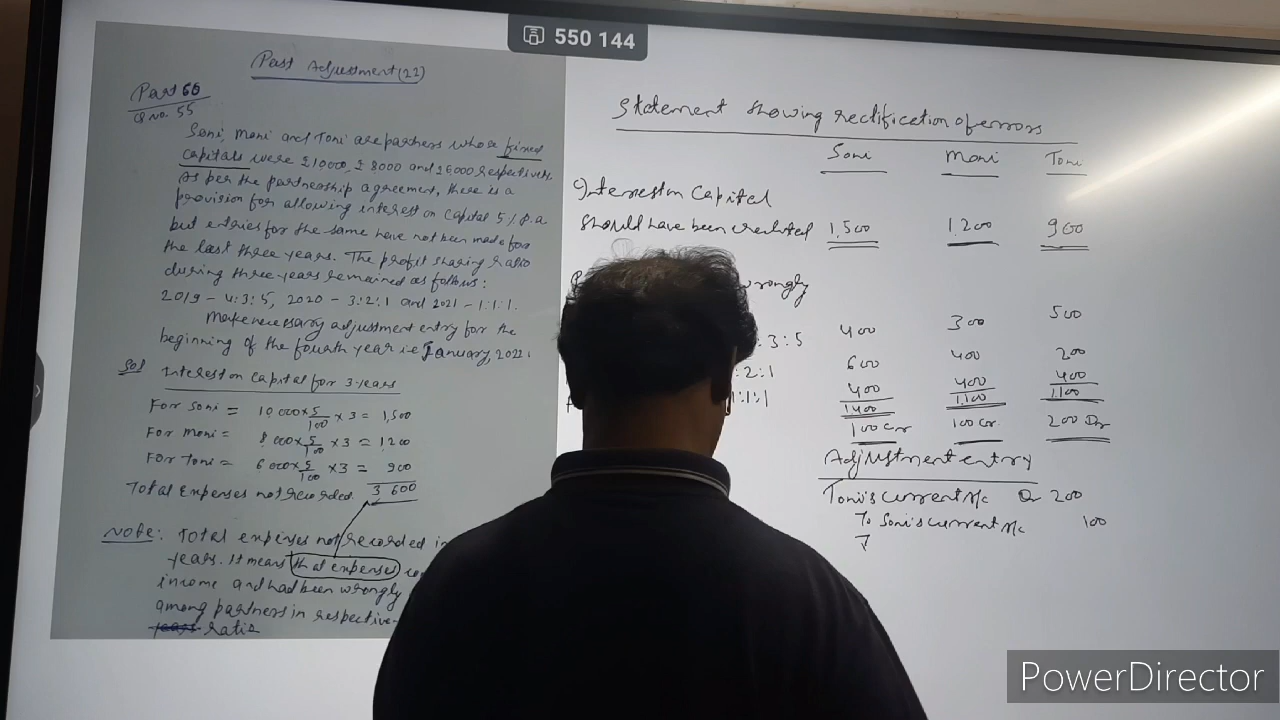 550 144
Past Adjustment (22)
Part 66
Q no. 55
Soni, Moni and Toni are partners whose fixed
capitals were ₹10000, ₹ 8000 and ₹6000 respectively.
As per the partnership agreement, there is a
provision for allowing interest on capital 5% p.a
but entries for the same have not been made for
the last three years. The profit sharing ratio
during three years remained as follows:
2019 - 4:3:5, 2020 - 3:2:1 and 2021 - 1:1:1.
Make necessary adjustment entry for the
beginning of the fourth year i.e January, 2022.
Sol Interest on capital for 3 years
For Soni = 10000 x 5/100 x 3 = 1,500
For Moni = 8000 x 5/100 x 3 = 1200
For Toni = 6000 x 5/100 x 3 = 900
Total Expenses not recorded 3 600
Note: Total expenses not recorded in
years. It means that expenses
income and had been wrongly
among partners in respective
years ratio
Statement showing rectification of errors
Soni Moni Toni
Interest on Capital
should have been credited 1,500 1,200 900
wrongly
3:5 400 300 500
:2:1 600 400 200
1:1:1 400 400 400
1400 1,100 1,100
100 Cr 100 Cr. 200 Dr
Adjustment entry
Toni's current A/c Dr 200
To Soni's current A/c 100
T
PowerDirector